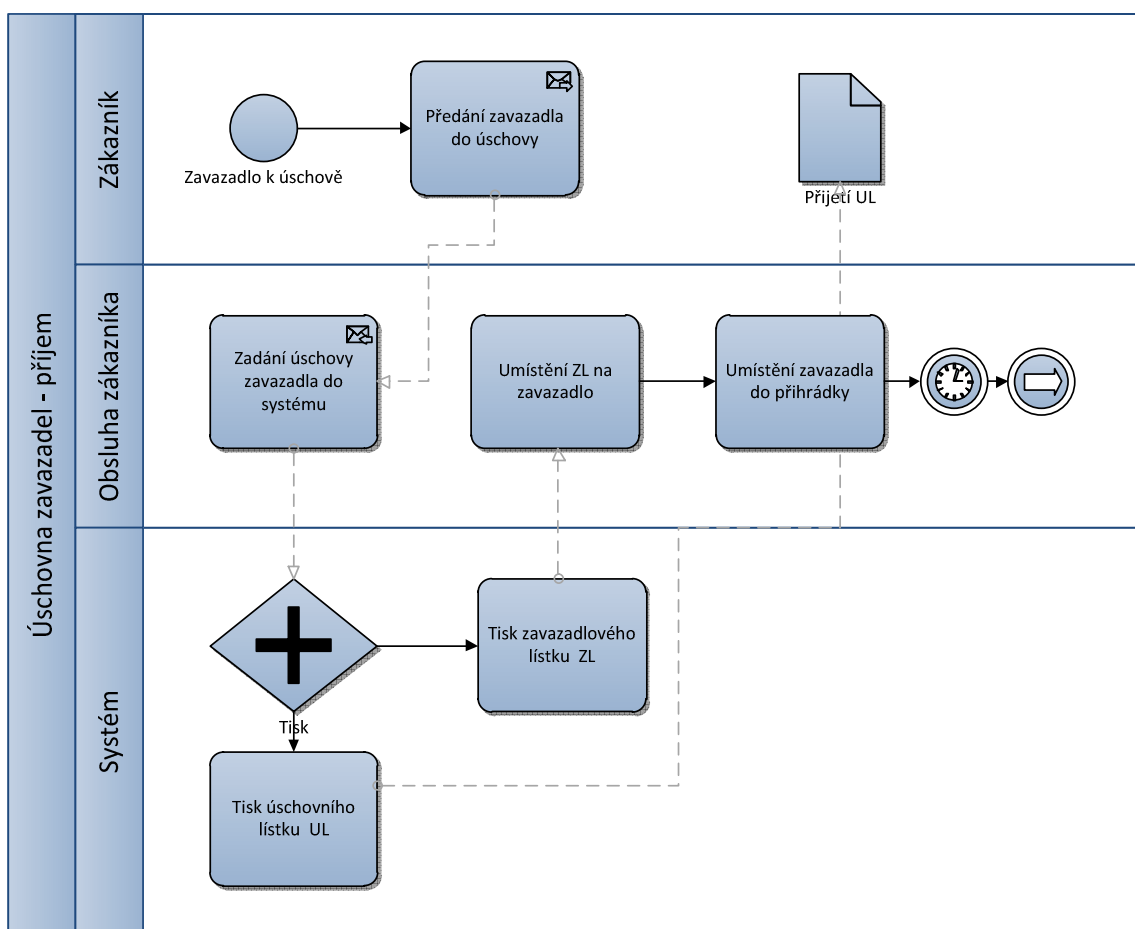 Úschovna zavazadel - příjem
Zákazník
Zavazadlo k úschově
Předání zavazadla
do úschovy
Přijetí UL
Obsluha zákazníka
Zadání úschovy
zavazadla do
systému
Umístění ZL na
zavazadlo
Umístění zavazadla
do přihrádky
Systém
Tisk
Tisk zavazadlového
lístku  ZL
Tisk úschovního
lístku  UL